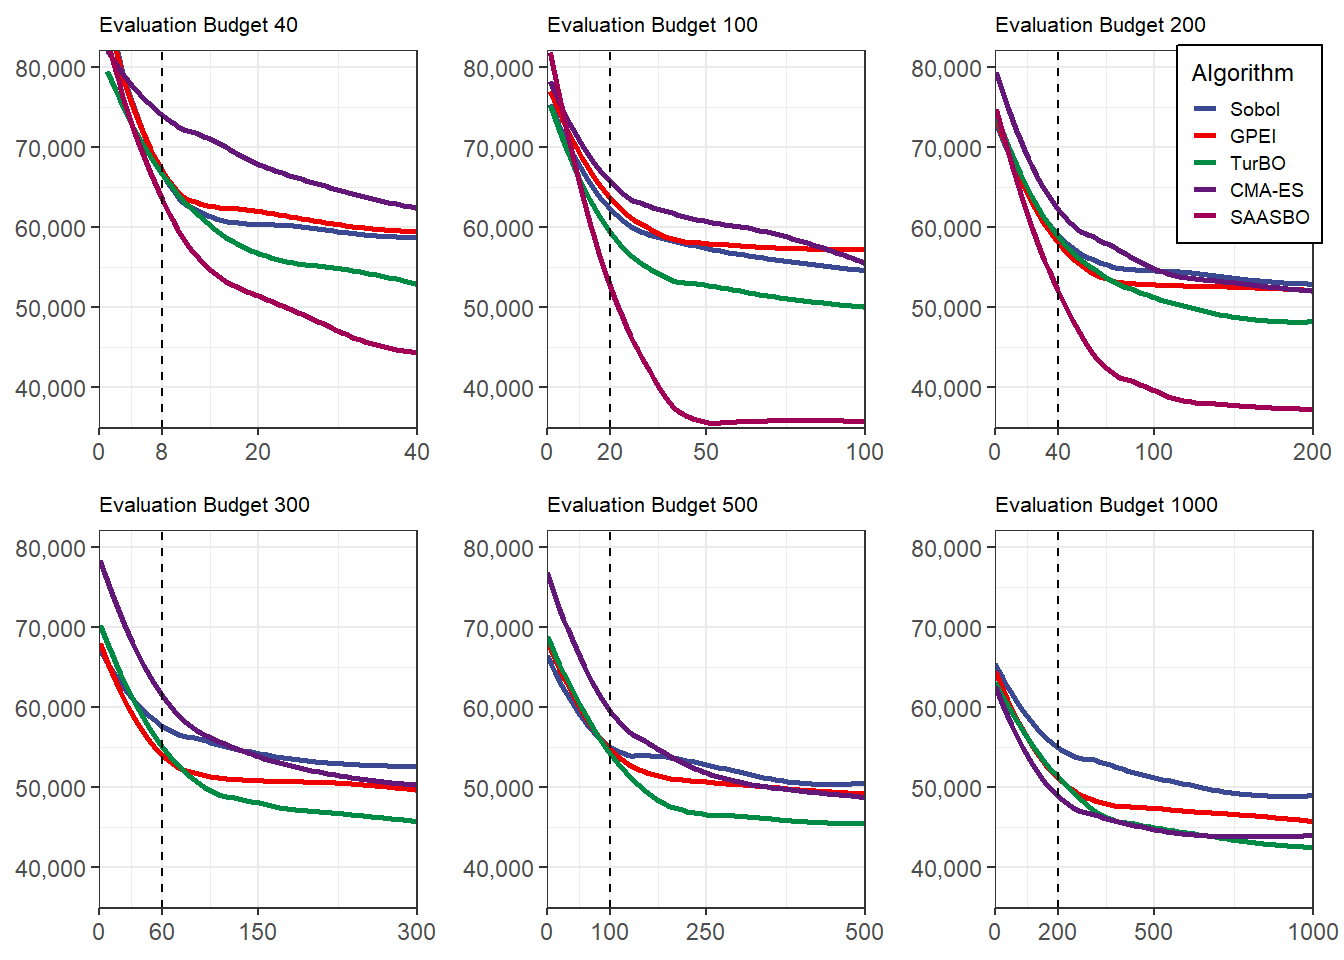 Evaluation Budget 40
80,000
70,000
60,000
50,000
40,000
0 8 20 40
Evaluation Budget 100
80,000
70,000
60,000
50,000
40,000
0 20 50 100
Evaluation Budget 200
80,000
70,000
60,000
50,000
40,000
0 40 100 200
Algorithm
Sobol
GPEI
TurBO
CMA-ES
SAASBO
Evaluation Budget 300
80,000
70,000
60,000
50,000
40,000
0 60 150 300
Evaluation Budget 500
80,000
70,000
60,000
50,000
40,000
0 100 250 500
Evaluation Budget 1000
80,000
70,000
60,000
50,000
40,000
0 200 500 1000